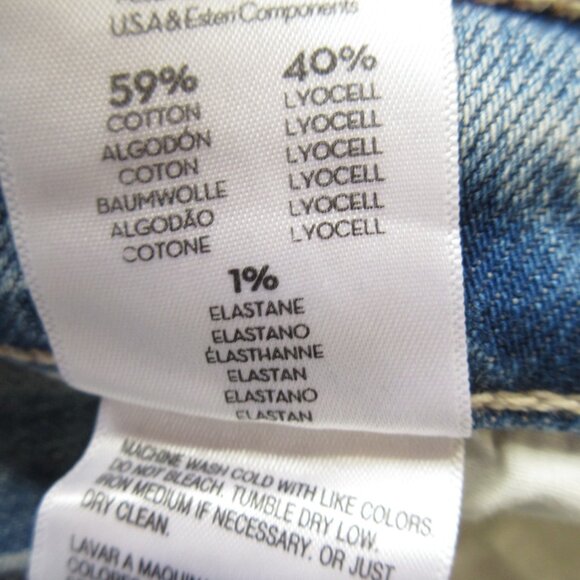 U.S.A & Esteri Components
59% 40%
COTTON LYOCELL
ALGODÓN LYOCELL
COTON LYOCELL
BAUMWOLLE LYOCELL
ALGODÃO LYOCELL
COTONE LYOCELL
1%
ELASTANE
ELASTANO
ÉLASTHANNE
ELASTAN
ELASTANO
ELASTAN
MACHINE WASH COLD WITH LIKE COLORS.
DO NOT BLEACH. TUMBLE DRY LOW.
IRON MEDIUM IF NECESSARY. OR JUST
DRY CLEAN.
LAVAR A MAQUIN